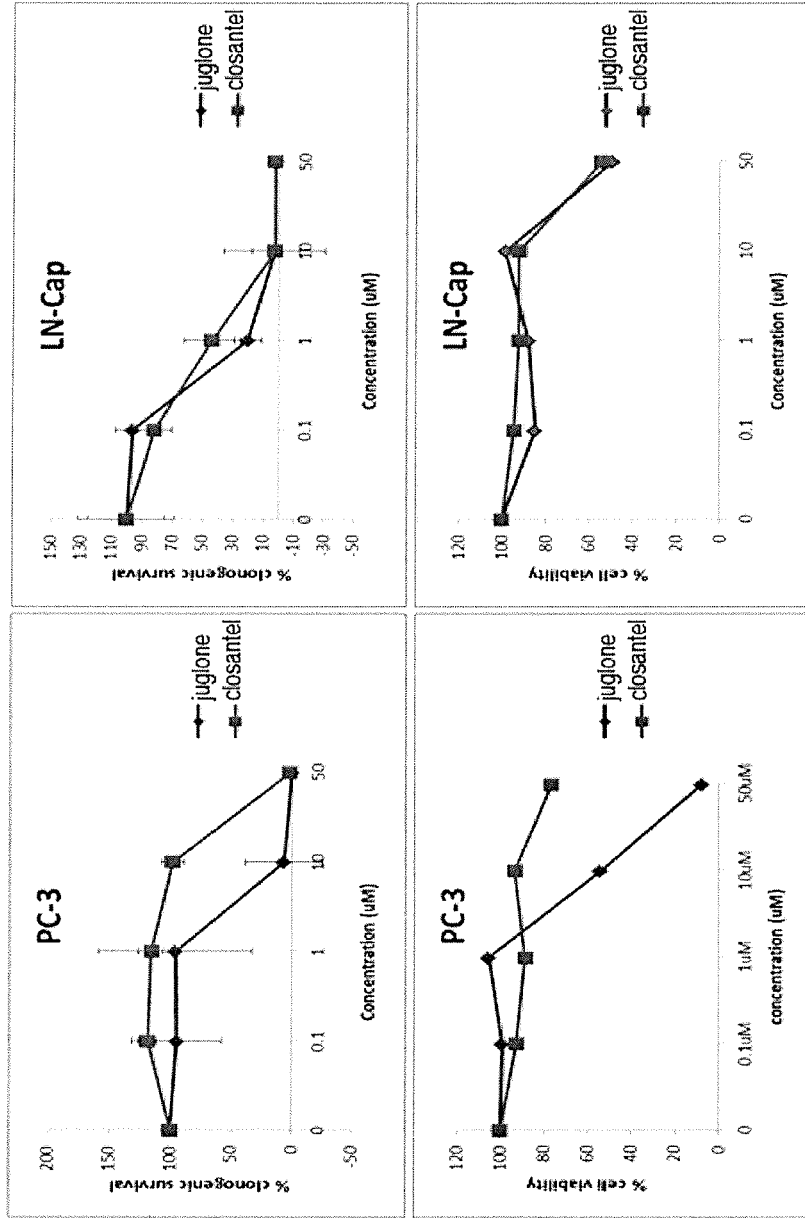 PC-3
% clonogenic survival
200
150
100
50
0
-50
0 0.1 1 10 50
Concentration (uM)
juglone
closantel
LN-Cap
% clonogenic survival
150
130
110
90
70
50
30
10
-10
-30
-50
0 0.1 1 10 50
Concentration (uM)
juglone
closantel
PC-3
% cell viability
120
100
80
60
40
20
0
0 0.1uM 1uM 10uM 50uM
concentration (uM)
juglone
closantel
LN-Cap
% cell viability
120
100
80
60
40
20
0
0 0.1 1 10 50
Concentration (uM)
juglone
closantel